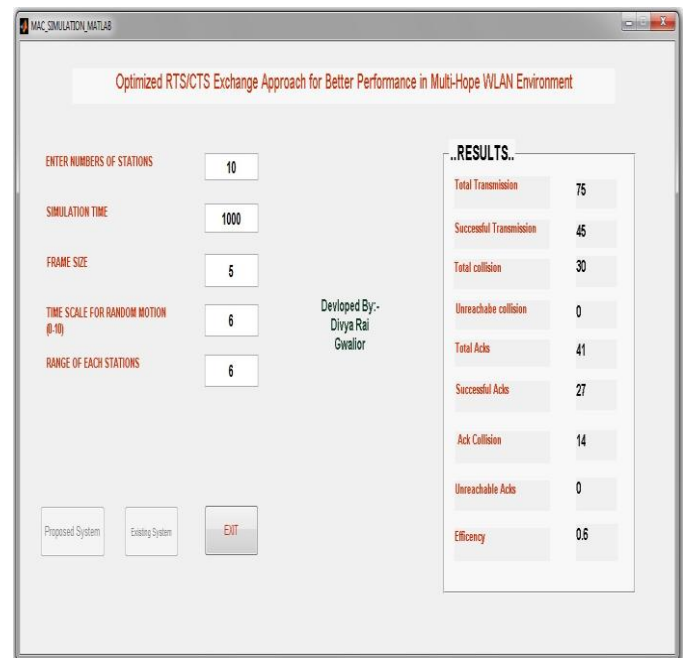 MAC_SIMULATION_MATLAB
Optimized RTS/CTS Exchange Approach for Better Performance in Multi-Hope WLAN Environment
ENTER NUMBERS OF STATIONS
10
SIMULATION TIME
1000
FRAME SIZE
5
TIME SCALE FOR RANDOM MOTION
(0-10)
6
RANGE OF EACH STATIONS
6
Devloped By:-
Divya Rai
Gwalior
Proposed System
Existing System
EXIT
..RESULTS..
Total Transmission
75
Successful Transmission
45
Total collision
30
Unreachabe collision
0
Total Acks
41
Successful Acks
27
Ack Collision
14
Unreachable Acks
0
Efficency
0.6